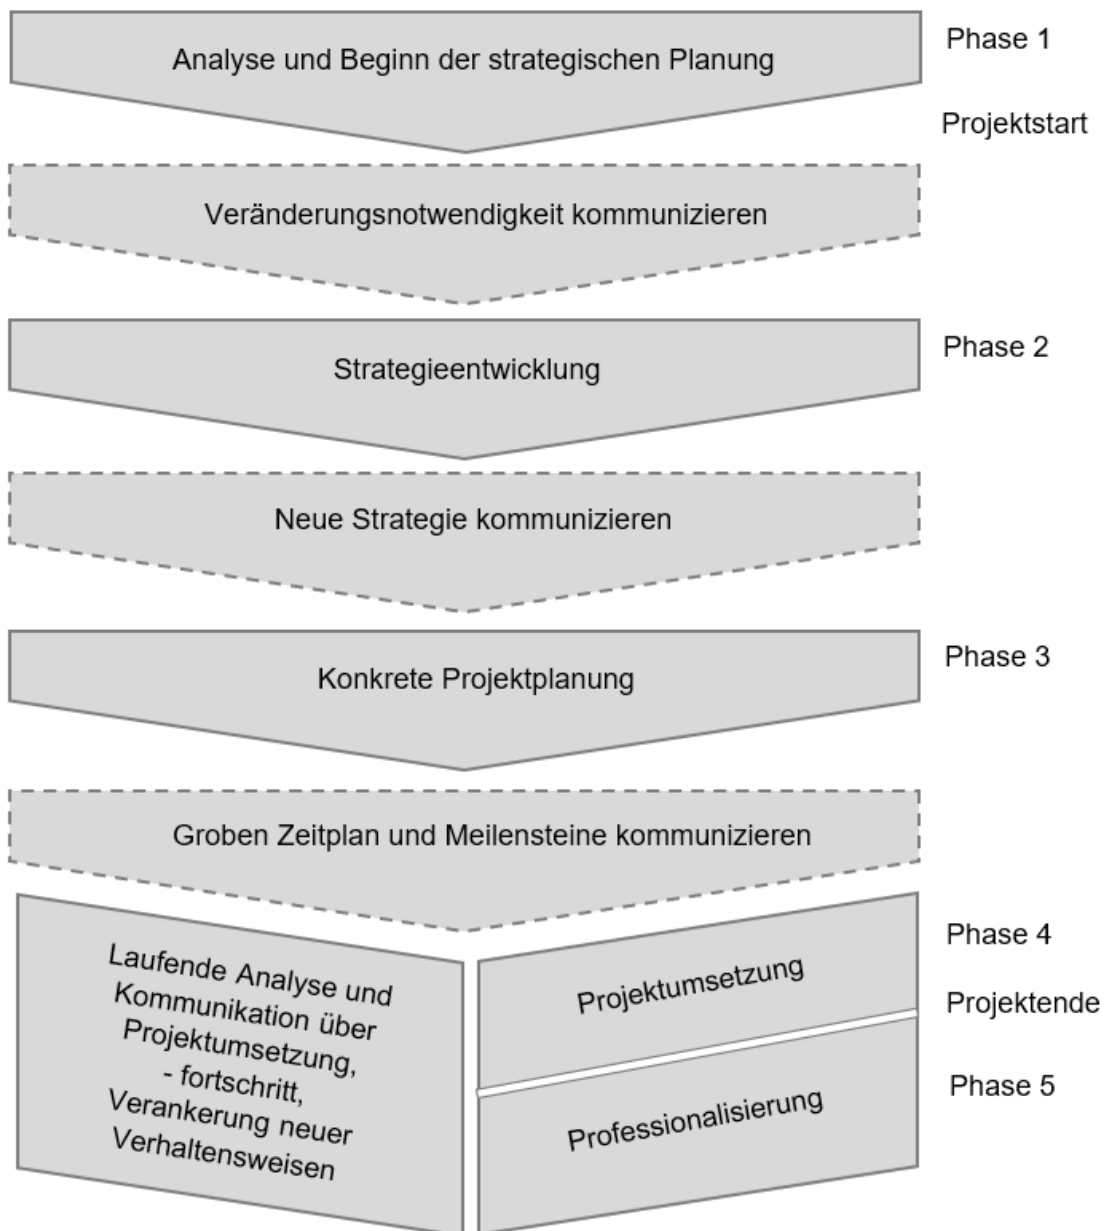 Analyse und Beginn der strategischen Planung
Phase 1
Projektstart
Veränderungsnotwendigkeit kommunizieren
Strategieentwicklung
Phase 2
Neue Strategie kommunizieren
Konkrete Projektplanung
Phase 3
Groben Zeitplan und Meilensteine kommunizieren
Laufende Analyse und
Kommunikation über
Projektumsetzung,
- fortschritt,
Verankerung neuer
Verhaltensweisen
Projektumsetzung
Phase 4
Projektende
Professionalisierung
Phase 5